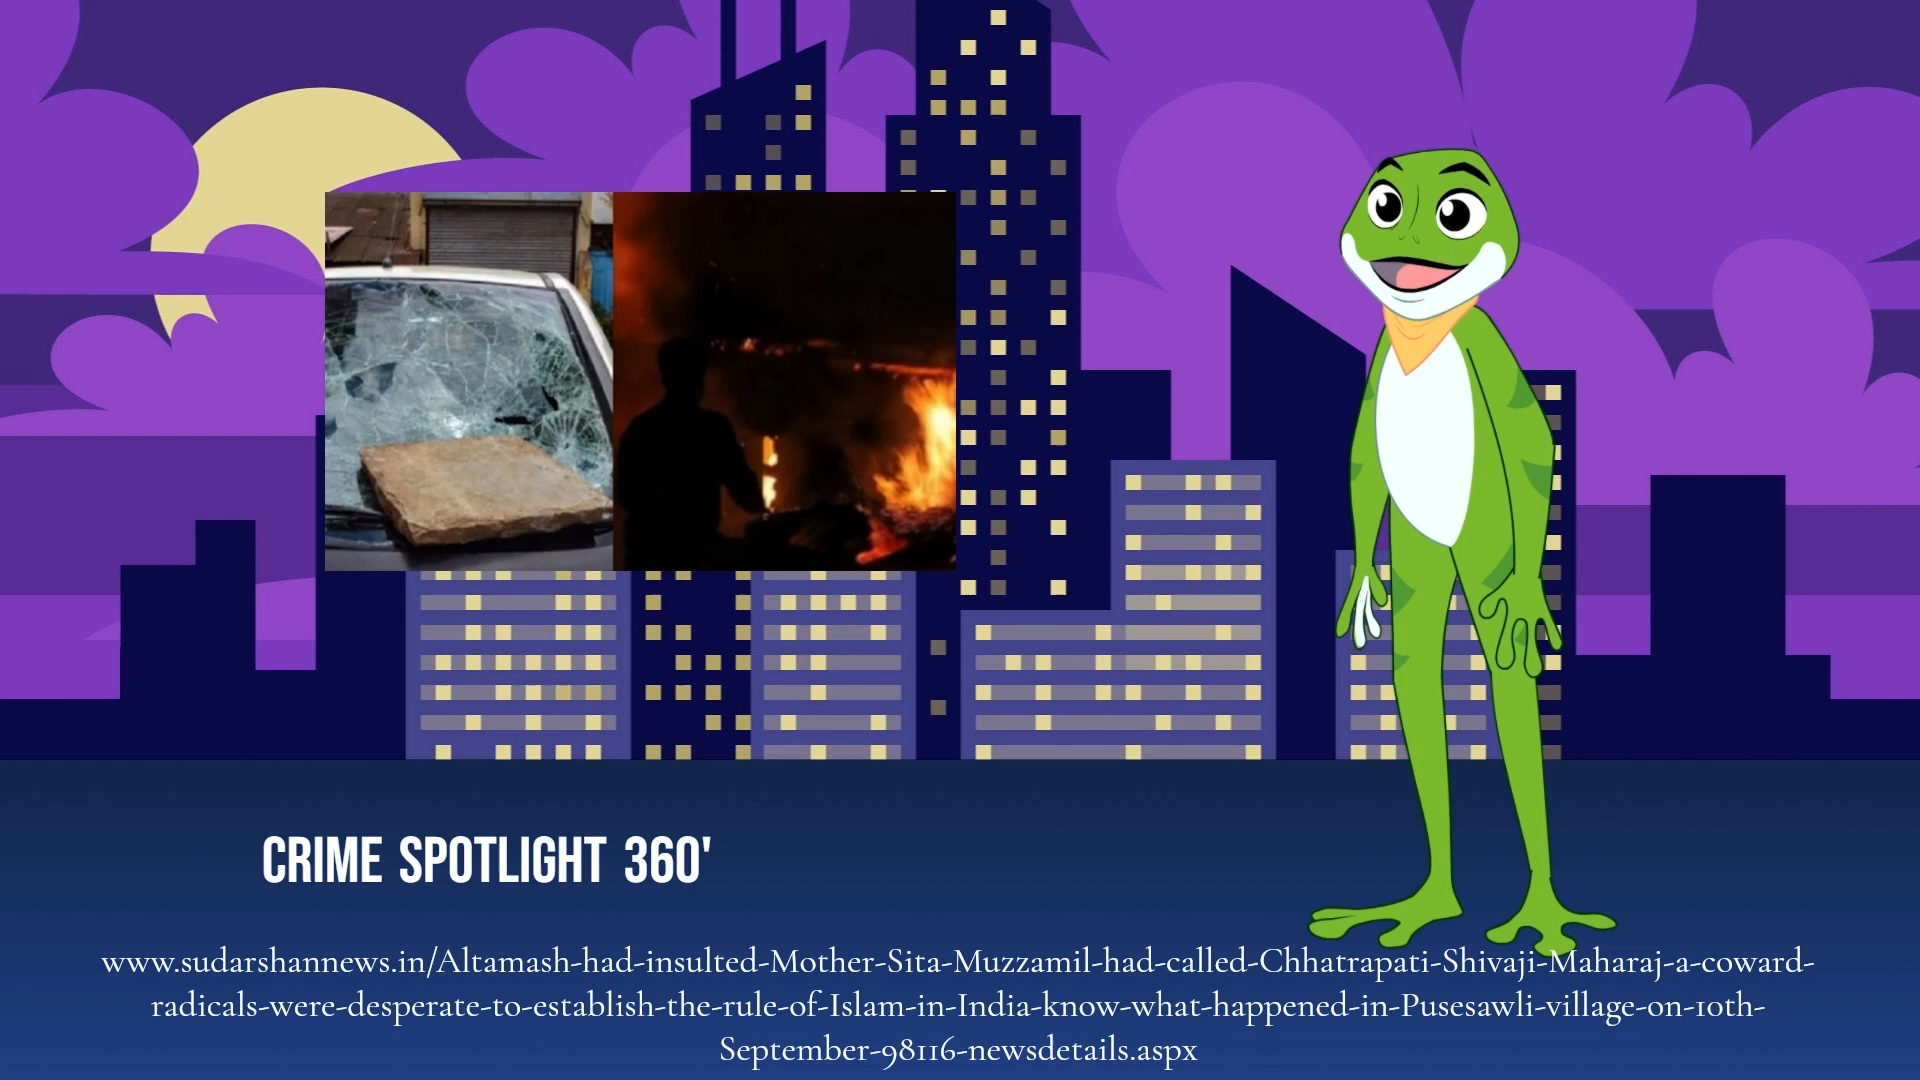 CRIME SPOTLIGHT 360'
www.sudarshannews.in/Altamash-had-insulted-Mother-Sita-Muzzamil-had-called-Chhatrapati-Shivaji-Maharaj-a-coward-
radicals-were-desperate-to-establish-the-rule-of-Islam-in-India-know-what-happened-in-Pusesawli-village-on-10th-
September-98116-newsdetails.aspx